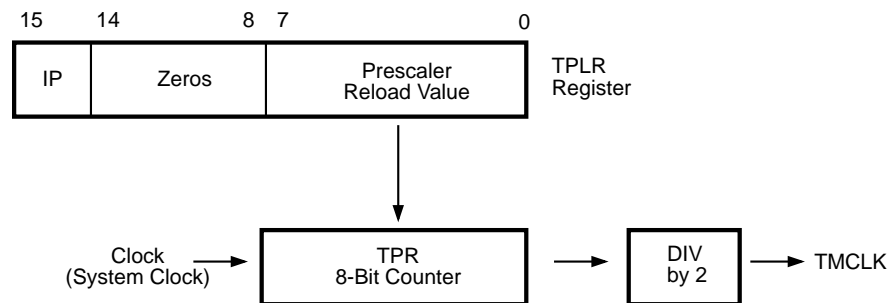 15 14 8 7 0
IP Zeros Prescaler
Reload Value
TPLR
Register
Clock
(System Clock)
TPR
8-Bit Counter
DIV
by 2
TMCLK